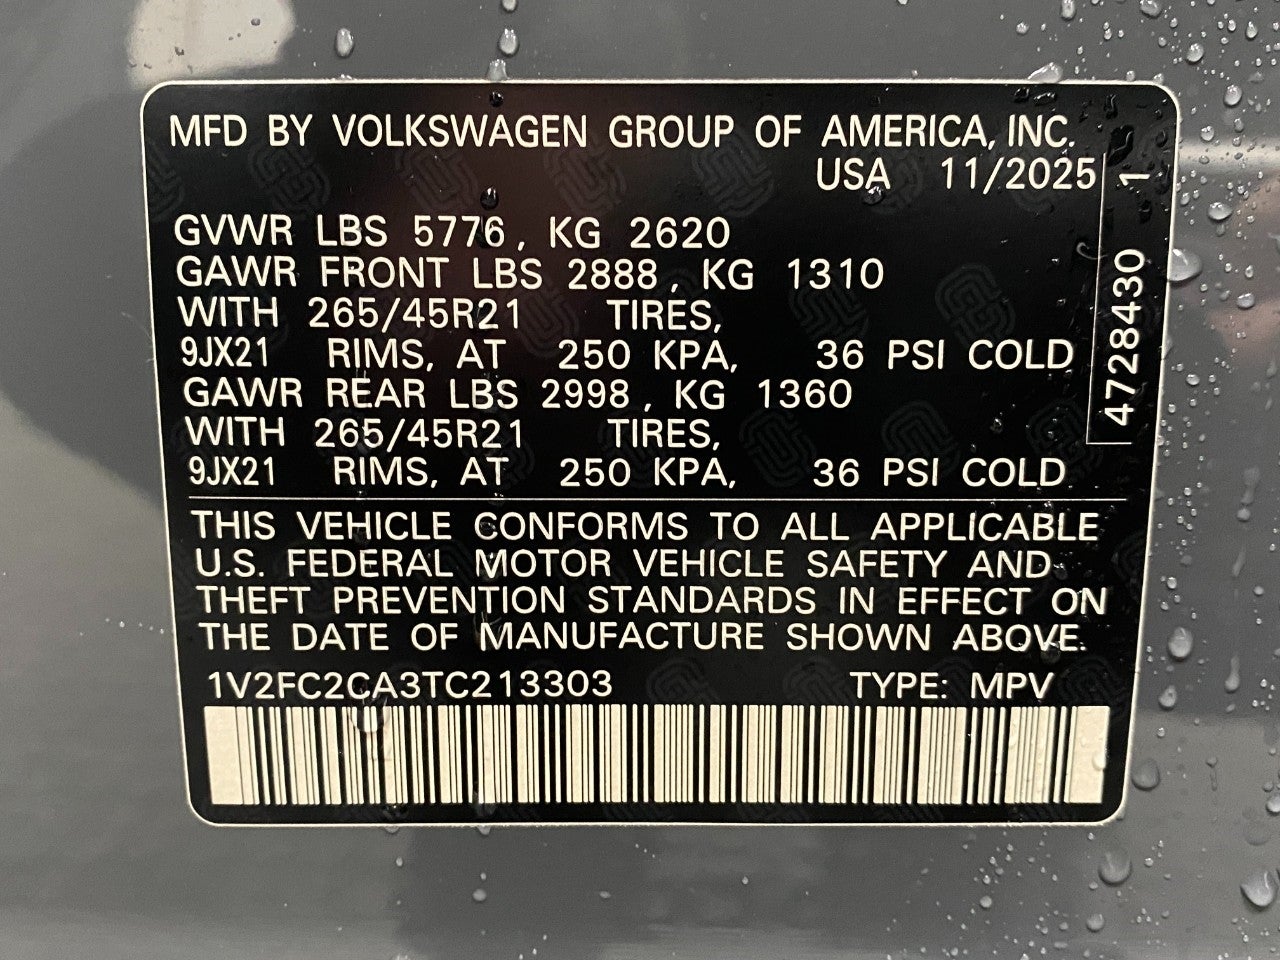 MFD BY VOLKSWAGEN GROUP OF AMERICA, INC.
USA 11/2025
GVWR LBS 5776, KG 2620
GAWR FRONT LBS 2888, KG 1310
WITH 265/45R21 TIRES,
9JX21 RIMS, AT 250 KPA, 36 PSI COLD
GAWR REAR LBS 2998, KG 1360
WITH 265/45R21 TIRES,
9JX21 RIMS, AT 250 KPA, 36 PSI COLD
47284430 1
THIS VEHICLE CONFORMS TO ALL APPLICABLE
U.S. FEDERAL MOTOR VEHICLE SAFETY AND
THEFT PREVENTION STANDARDS IN EFFECT ON
THE DATE OF MANUFACTURE SHOWN ABOVE.
1V2FC2CA3TC213303 TYPE: MPV